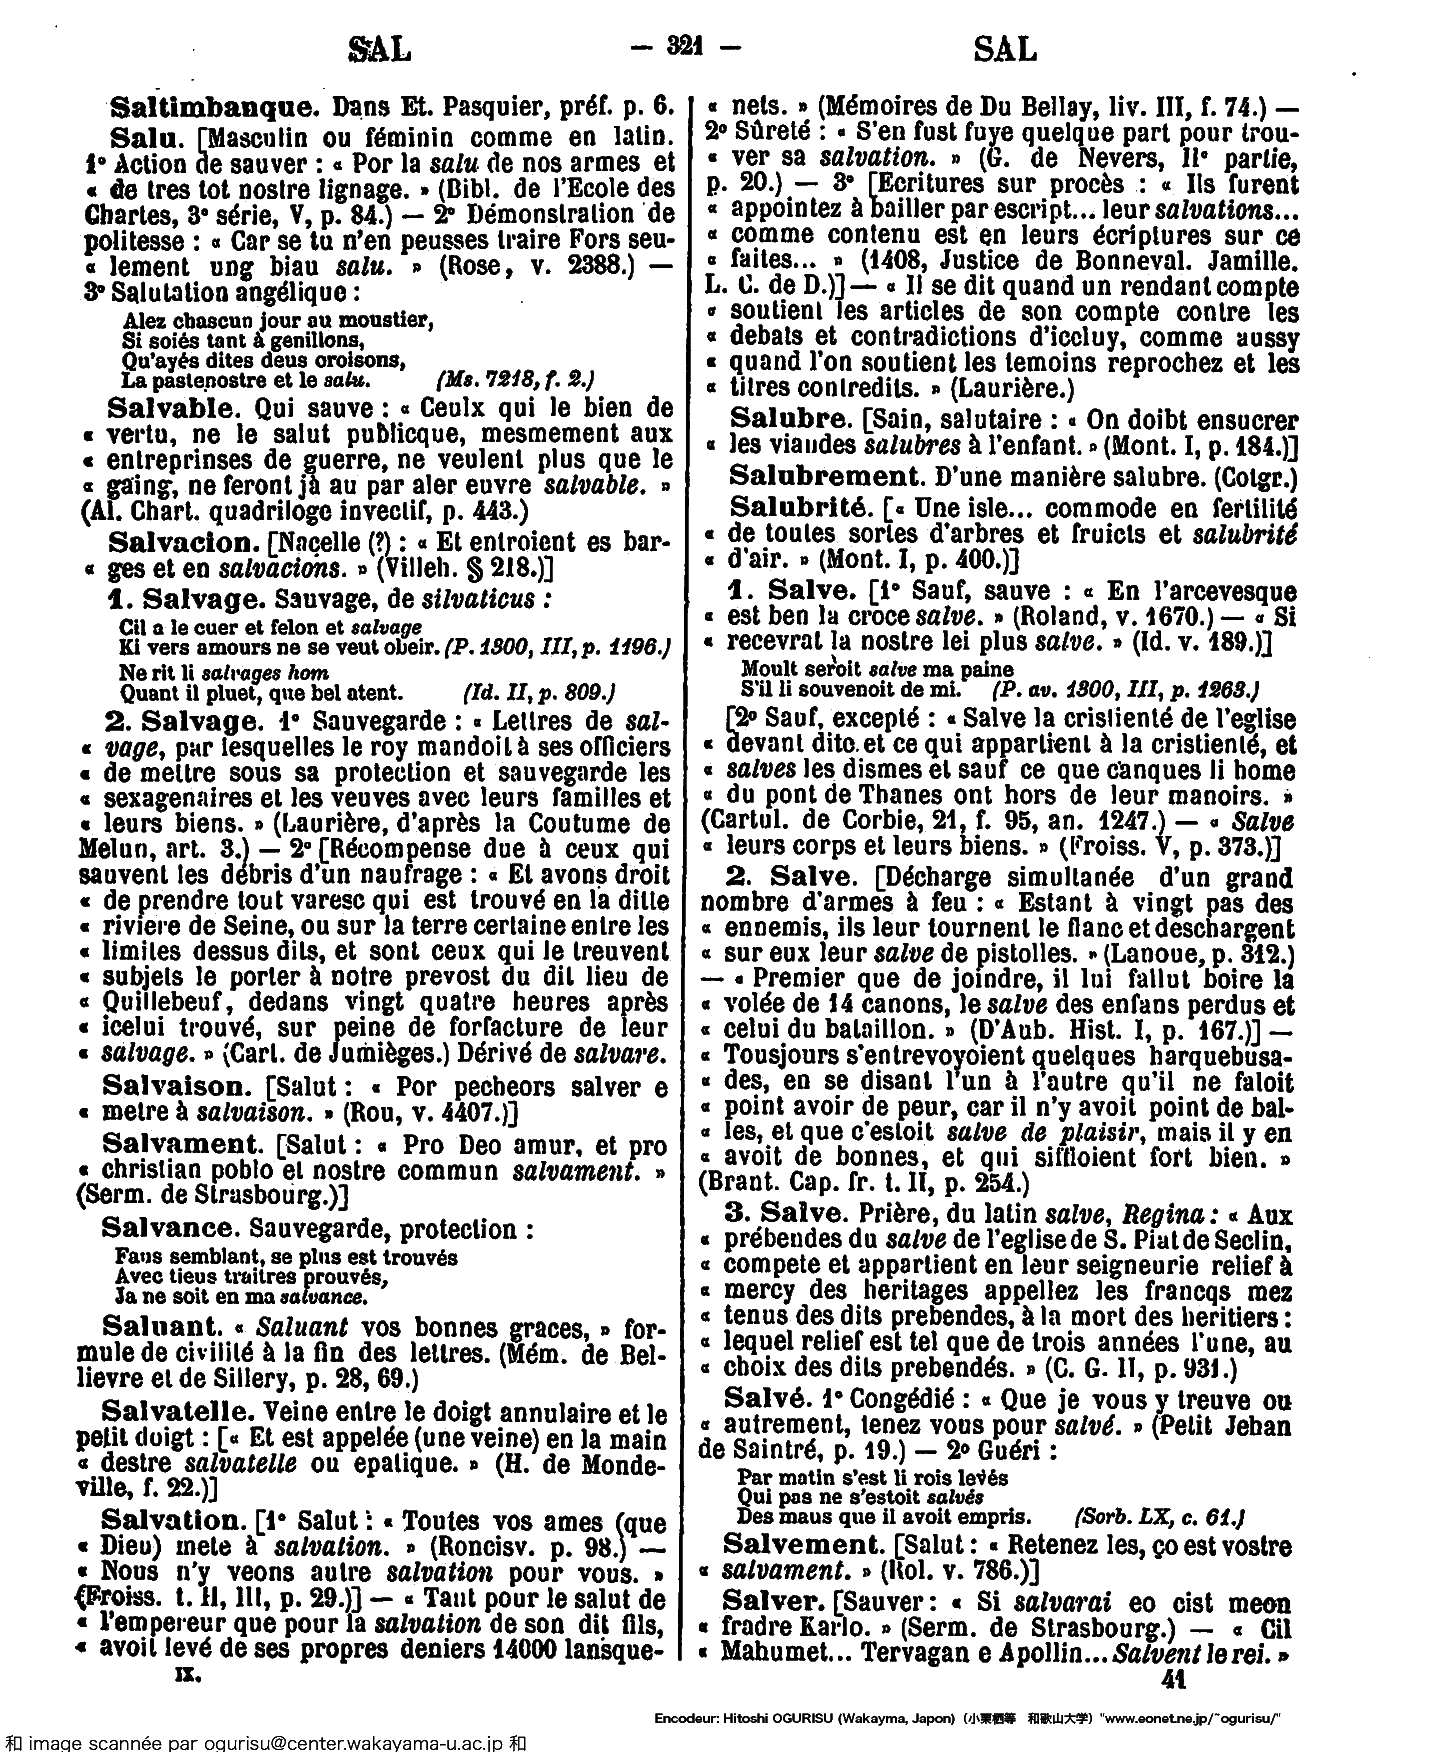 SAL — 321 — SAL
Saltimbanque. Dans Et. Pasquier, préf. p. 6.
Salu. [Masculin ou féminin comme en latin.
1º Action de sauver : « Por la salu de nos armes et
« de tres tot nostre lignage. » (Bibl. de l'Ecole des
Chartes, 3º série, V, p. 84.) — 2º Démonstration de
politesse : « Car se tu n'en peusses traire Fors seu-
« lement ung biau salu. » (Rose, v. 2388.) —
3º Salutation angélique :
Alez chascun jour au moustier,
Si soiés tant à genillons,
Qu'ayés dites deus oroisons,
La pastenostre et le salu. (Ms. 7218, f. 2.)
Salvable. Qui sauve : « Ceulx qui le bien de
« vertu, ne le salut publicque, mesmement aux
« entreprinses de guerre, ne veulent plus que le
« gaing, ne feront jà au par aler euvre salvable. »
(Al. Chart. quadriloge invectif, p. 443.)
Salvacion. [Nacelle (?) : « Et entroient es bar-
« ges et en salvacions. » (Villeh. § 218.)]
1. Salvage. Sauvage, de silvaticus :
Cil a le cuer et felon et salvage
Ki vers amours ne se veut obeir. (P. 1300, III, p. 1196.)
Ne rit li salvages hom
Quant il pluet, que bel atent. (Id. II, p. 809.)
2. Salvage. 1º Sauvegarde : « Lettres de sal-
« vage, par lesquelles le roy mandoit à ses officiers
« de mettre sous sa protection et sauvegarde les
« sexagenaires et les veuves avec leurs familles et
« leurs biens. » (Laurière, d'après la Coutume de
Melun, art. 3.) — 2º [Récompense due à ceux qui
sauvent les débris d'un naufrage : « Et avons droit
« de prendre tout varesc qui est trouvé en la ditte
« riviere de Seine, ou sur la terre certaine entre les
« limites dessus dits, et sont ceux qui le treuvent
« subjets le porter à notre prevost du dit lieu de
« Quillebeuf, dedans vingt quatre heures après
« icelui trouvé, sur peine de forfacture de leur
« salvage. » (Cart. de Jumièges.) Dérivé de salvare.
Salvaison. [Salut : « Por pecheors salver e
« metre à salvaison. » (Rou, v. 4407.)]
Salvament. [Salut : « Pro Deo amur, et pro
« christian poblo et nostre commun salvament. »
(Serm. de Strasbourg.)]
Salvance. Sauvegarde, protection :
Faus semblant, se plus est trouvés
Avec tieus traitres prouvés,
Ja ne soit en ma salvance.
Saluant. « Saluant vos bonnes graces, » for-
mule de civilité à la fin des lettres. (Mém. de Bel-
lievre et de Sillery, p. 28, 69.)
Salvatelle. Veine entre le doigt annulaire et le
petit doigt : [« Et est appelée (une veine) en la main
« destre salvatelle ou epatique. » (H. de Monde-
ville, f. 22.)]
Salvation. [1º Salut : « Toutes vos ames (que
« Dieu) mete à salvation. » (Roncisv. p. 98.) —
« Nous n'y veons autre salvation pour vous. »
(Froiss. t. II, III, p. 29.)] — « Tant pour le salut de
« l'empereur que pour la salvation de son dit fils,
« avoit levé de ses propres deniers 14000 lansque-
IX.
« nets. » (Mémoires de Du Bellay, liv. III, f. 74.) —
2º Sûreté : « S'en fust fuye quelque part pour trou-
« ver sa salvation. » (G. de Nevers, IIº partie,
p. 20.) — 3º [Ecritures sur procès : « Ils furent
« appointez à bailler par escript... leur salvations...
« comme contenu est en leurs écriptures sur ce
« faites... » (1408, Justice de Bonneval. Jamille.
L. C. de D.)] — « Il se dit quand un rendant compte
« soutient les articles de son compte contre les
« debats et contradictions d'iccluy, comme aussy
« quand l'on soutient les temoins reprochez et les
« titres contredits. » (Laurière.)
Salubre. [Sain, salutaire : « On doibt ensucrer
« les viandes salubres à l'enfant. » (Mont. I, p. 184.)]
Salubrement. D'une manière salubre. (Cotgr.)
Salubrité. [« Une isle... commode en fertilité
« de toutes sortes d'arbres et fruicts et salubrité
« d'air. » (Mont. I, p. 400.)]
1. Salve. [1º Sauf, sauve : « En l'arcevesque
« est ben la croce salve. » (Roland, v. 1670.) — « Si
« recevrat la nostre lei plus salve. » (Id. v. 189.)]
Moult seroit salve ma paine
S'il li souvenoit de mi. (P. av. 1300, III, p. 1263.)
[2º Sauf, excepté : « Salve la cristienté de l'eglise
« devant dite.et ce qui appartient à la cristienté, et
« salves les dismes et sauf ce que canques li home
« du pont de Thanes ont hors de leur manoirs. »
(Cartul. de Corbie, 21, f. 95, an. 1247.) — « Salve
« leurs corps et leurs biens. » (Froiss. V, p. 373.)]
2. Salve. [Décharge simultanée d'un grand
nombre d'armes à feu : « Estant à vingt pas des
« ennemis, ils leur tournent le flanc et deschargent
« sur eux leur salve de pistolles. » (Lanoue, p. 312.)
— « Premier que de joindre, il lui fallut boire la
« volée de 14 canons, le salve des enfans perdus et
« celui du bataillon. » (D'Aub. Hist. I, p. 167.)] —
« Tousjours s'entrevoyoient quelques harquebusa-
« des, en se disant l'un à l'autre qu'il ne faloit
« point avoir de peur, car il n'y avoit point de bal-
« les, et que c'estoit salve de plaisir, mais il y en
« avoit de bonnes, et qui siffloient fort bien. »
(Brant. Cap. fr. t. II, p. 254.)
3. Salve. Prière, du latin salve, Regina : « Aux
« prébendes du salve de l'eglise de S. Piat de Seclin,
« compete et appartient en leur seigneurie relief à
« mercy des heritages appellez les francqs mez
« tenus des dits prebendes, à la mort des heritiers :
« lequel relief est tel que de trois années l'une, au
« choix des dits prebendés. » (C. G. II, p. 931.)
Salvé. 1º Congédié : « Que je vous y treuve ou
« autrement, tenez vous pour salvé. » (Petit Jehan
de Saintré, p. 19.) — 2º Guéri :
Par matin s'est li rois levés
Qui pas ne s'estoit salvés
Des maus que il avoit empris. (Sorb. LX, c. 61.)
Salvement. [Salut : « Retenez les, ço est vostre
« salvament. » (Rol. v. 786.)]
Salver. [Sauver : « Si salvarai eo cist meon
« fradre Karlo. » (Serm. de Strasbourg.) — « Cil
« Mahumet... Tervagan e Apollin... Salvent le rei. »
41
Encodeur: Hitoshi OGURISU (Wakayma, Japon) (小栗栖等 和歌山大学) "www.eonet.ne.jp/~ogurisu/"
和 image scannée par ogurisu@center.wakayama-u.ac.jp 和